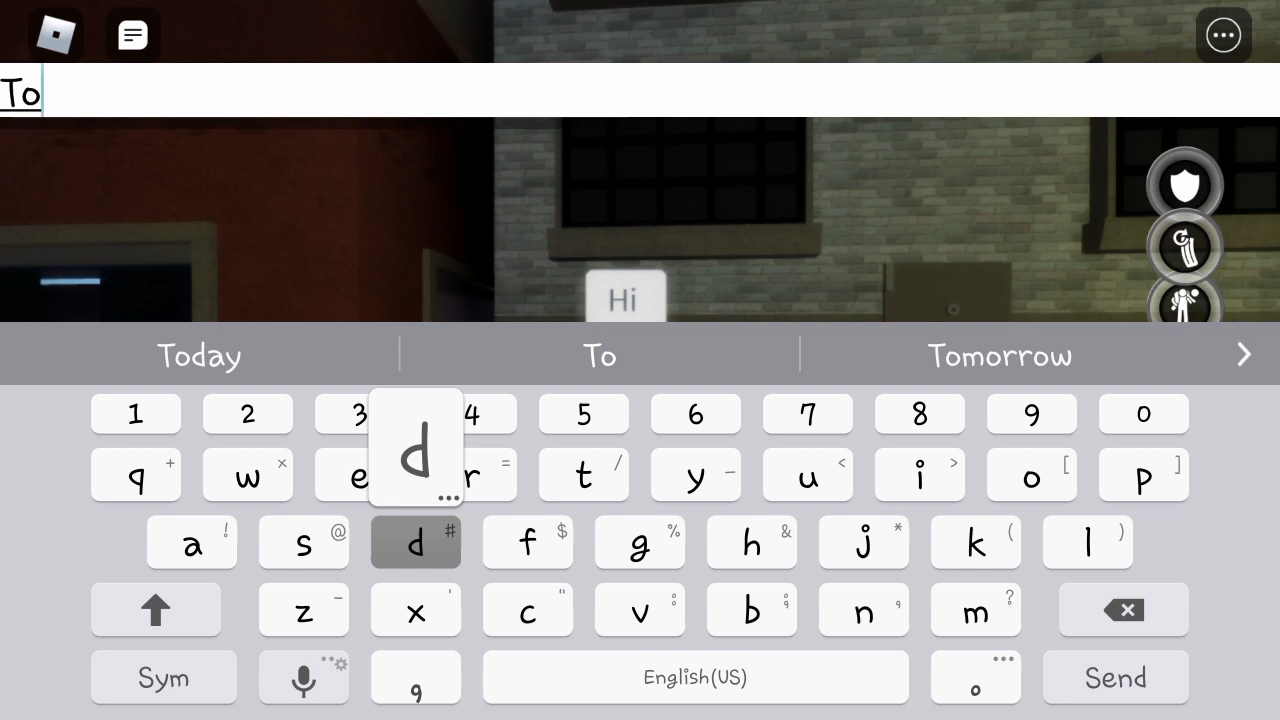 To
Hi
Today To Tomorrow
1 2 3 4 5 6 7 8 9 0
d
q + w × e r = t / y – u < i > o [ p ]
a ! s @ d # f $ g % h & j * k ( l )
z – x ' c " v : b ; n , m ?
Sym , English(US) . Send